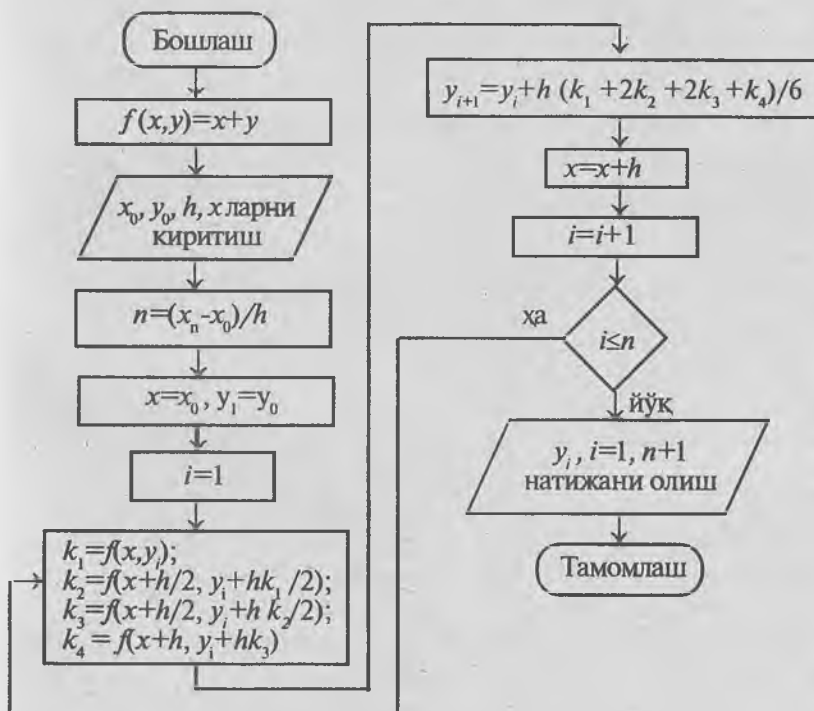 Бошлаш
f(x,y)=x+y
x₀, y₀, h, x ларни
киритиш
n=(xₙ-x₀)/h
x=x₀, y₁=y₀
i=1
k₁=f(x,yᵢ);
k₂=f(x+h/2, yᵢ+hk₁/2);
k₃=f(x+h/2, yᵢ+h k₂/2);
k₄ = f(x+h, yᵢ+hk₃)
yᵢ₊₁=yᵢ+h (k₁ +2k₂ +2k₃ +k₄)/6
x=x+h
i=i+1
ҳа
i≤n
йўқ
yᵢ, i=1, n+1
натижани олиш
Тамомлаш